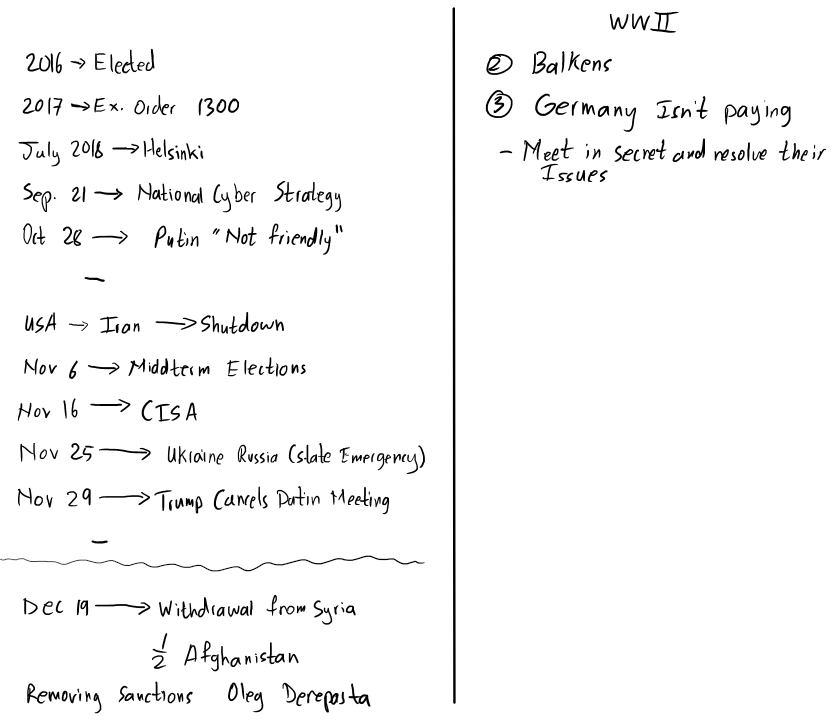 2016 → Elected
2017 → Ex. Order 1300
July 2018 → Helsinki
Sep. 21 → National Cyber Strategy
Oct 28 → Putin "Not friendly"
–
USA → Iran → Shutdown
Nov 6 → Middterm Elections
Nov 16 → CISA
Nov 25 → Ukraine Russia (State Emergency)
Nov 29 → Trump Cancels Putin Meeting
–
Dec 19 → Withdrawal from Syria
1/2 Afghanistan
Removing Sanctions Oleg Dereposta
WWII
② Balkens
③ Germany Isn't paying
- Meet in secret and resolve their
Issues